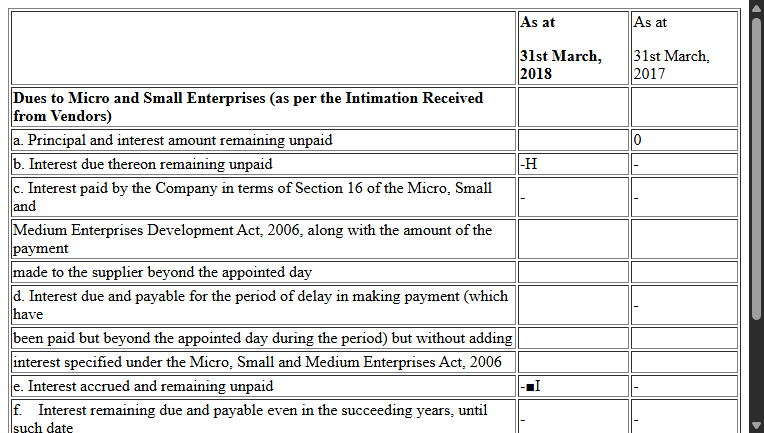 As at As at
31st March, 31st March,
2018 2017
Dues to Micro and Small Enterprises (as per the Intimation Received
from Vendors)
a. Principal and interest amount remaining unpaid 0
b. Interest due thereon remaining unpaid -H -
c. Interest paid by the Company in terms of Section 16 of the Micro, Small
and - -
Medium Enterprises Development Act, 2006, along with the amount of the
payment
made to the supplier beyond the appointed day
d. Interest due and payable for the period of delay in making payment (which
have -
been paid but beyond the appointed day during the period) but without adding
interest specified under the Micro, Small and Medium Enterprises Act, 2006
e. Interest accrued and remaining unpaid -■I -
f. Interest remaining due and payable even in the succeeding years, until
such date - -